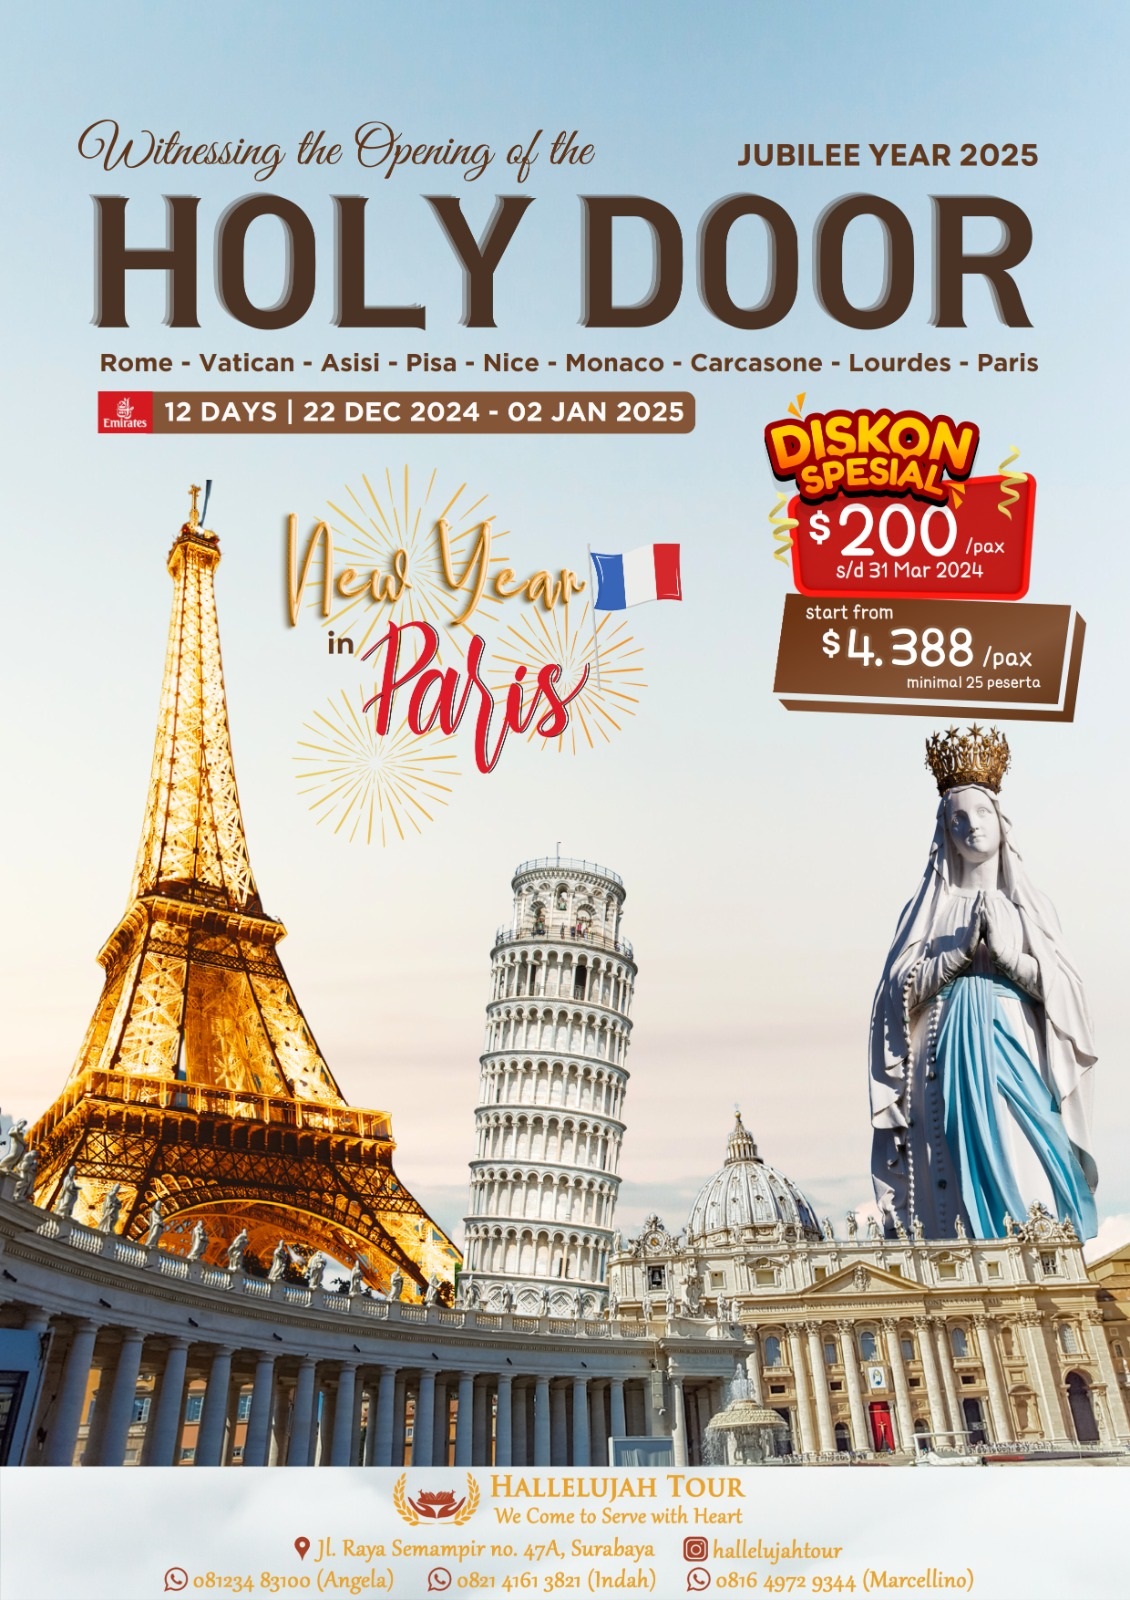 Witnessing the Opening of the
JUBILEE YEAR 2025
HOLY DOOR
Rome - Vatican - Asisi - Pisa - Nice - Monaco - Carcasone - Lourdes - Paris
Emirates
12 DAYS | 22 DEC 2024 - 02 JAN 2025
DISKON
SPESIAL
$200 /pax
s/d 31 Mar 2024
start from
$4.388 /pax
minimal 25 peserta
New Year
in Paris
HALLELUJAH TOUR
We Come to Serve with Heart
Jl. Raya Semampir no. 47A, Surabaya hallelujahtour
081234 83100 (Angela) 0821 4161 3821 (Indah) 0816 4972 9344 (Marcellino)